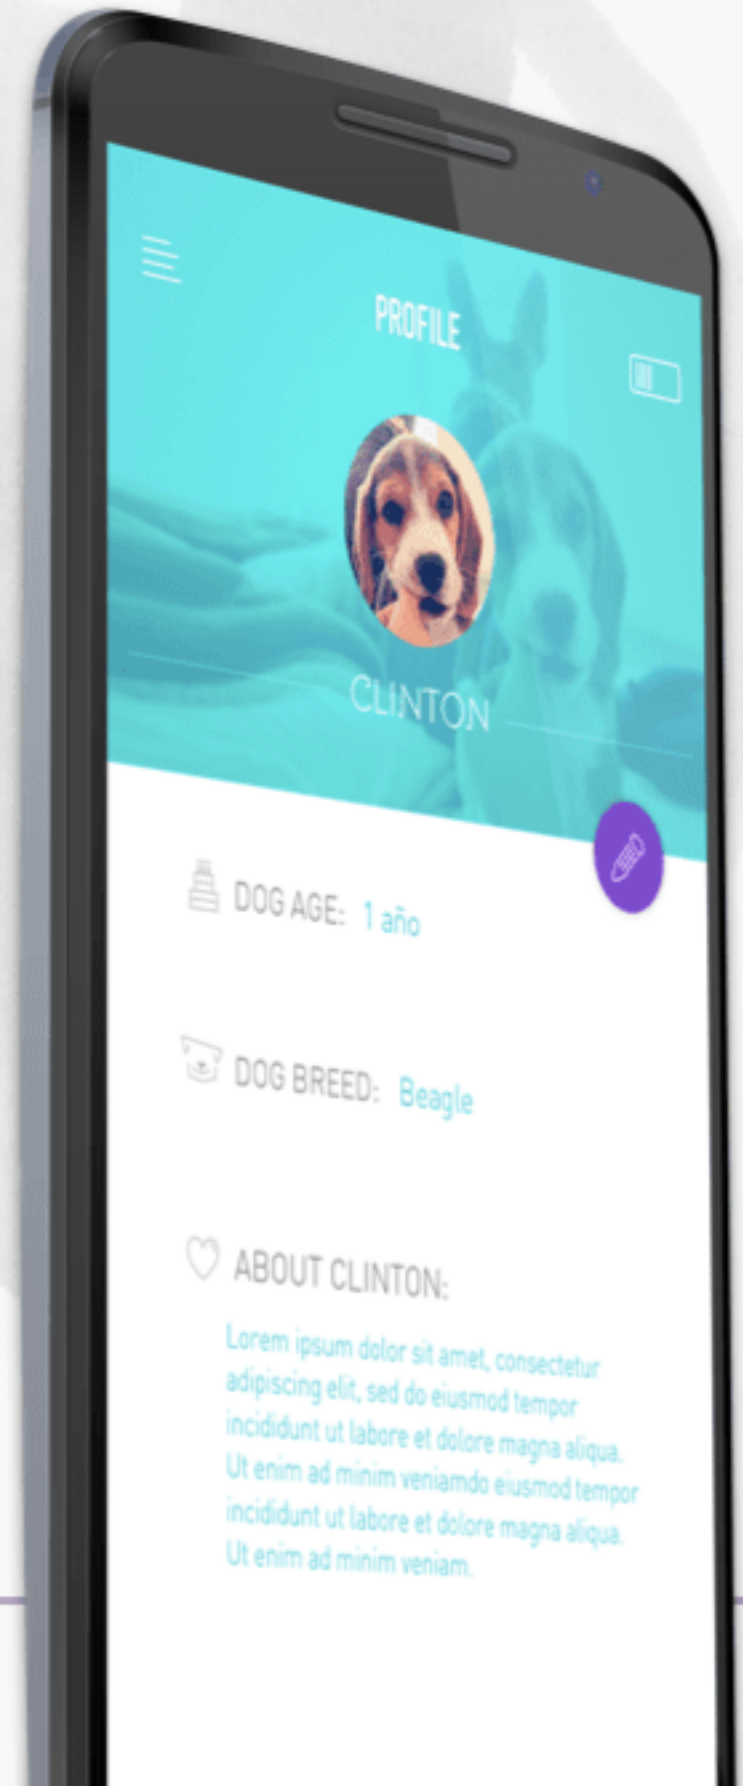 PROFILE
CLINTON
DOG AGE: 1 año
DOG BREED: Beagle
ABOUT CLINTON:
Lorem ipsum dolor sit amet, consectetur
adipiscing elit, sed do eiusmod tempor
incididunt ut labore et dolore magna aliqua.
Ut enim ad minim veniamdo eiusmod tempor
incididunt ut labore et dolore magna aliqua.
Ut enim ad minim veniam.